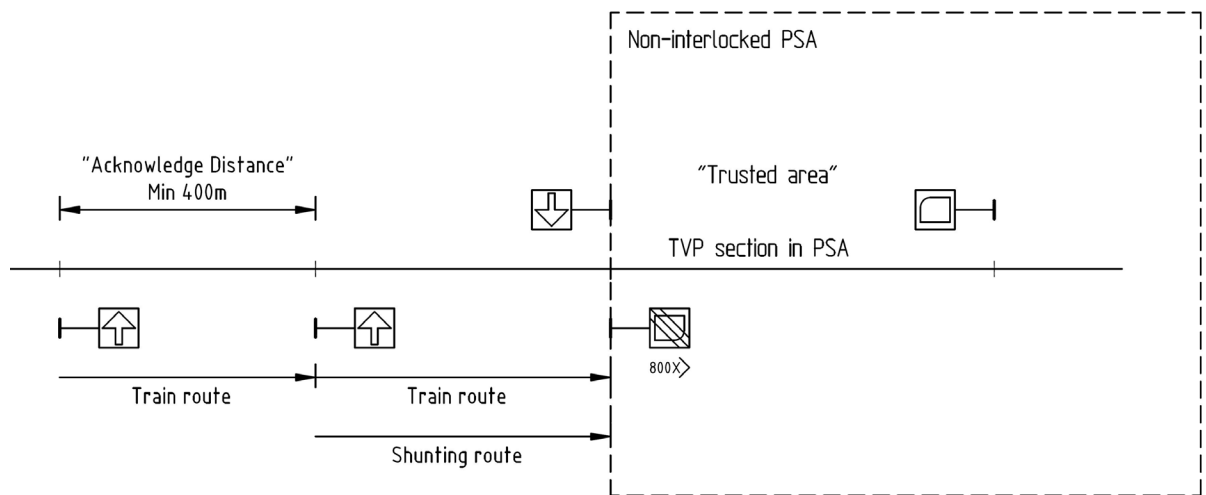 Non-interlocked PSA
"Acknowledge Distance"
Min 400m
"Trusted area"
TVP section in PSA
800X
Train route
Train route
Shunting route